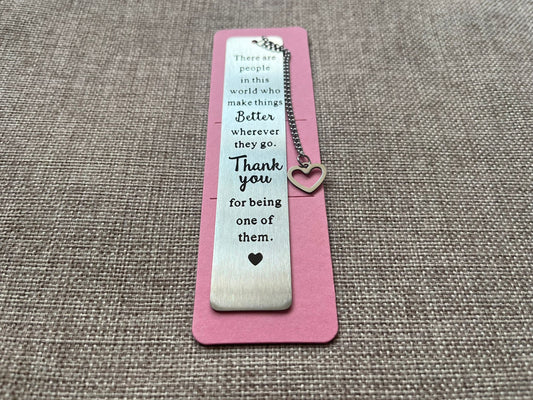 There are
people
in this
world who
make things
Better
wherever
they go.
Thank
you
for being
one of
them.